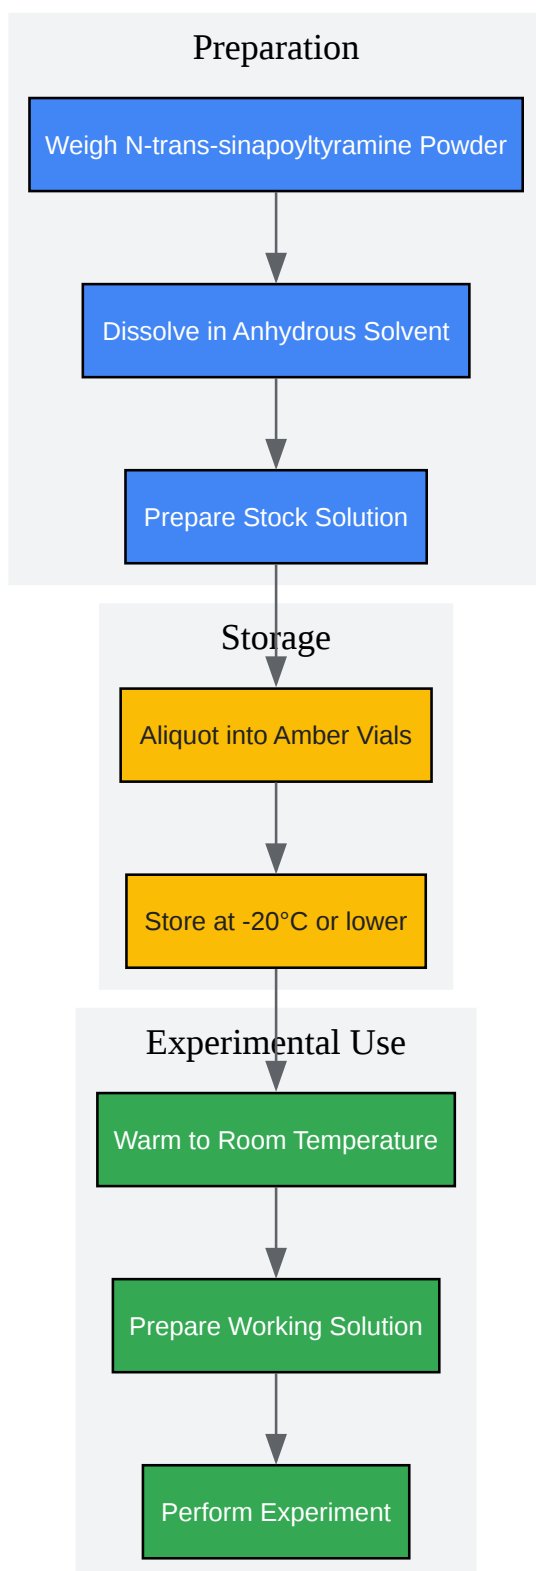 Preparation
Weigh N-trans-sinapoyltyramine Powder
Dissolve in Anhydrous Solvent
Prepare Stock Solution
Storage
Aliquot into Amber Vials
Store at -20°C or lower
Experimental Use
Warm to Room Temperature
Prepare Working Solution
Perform Experiment